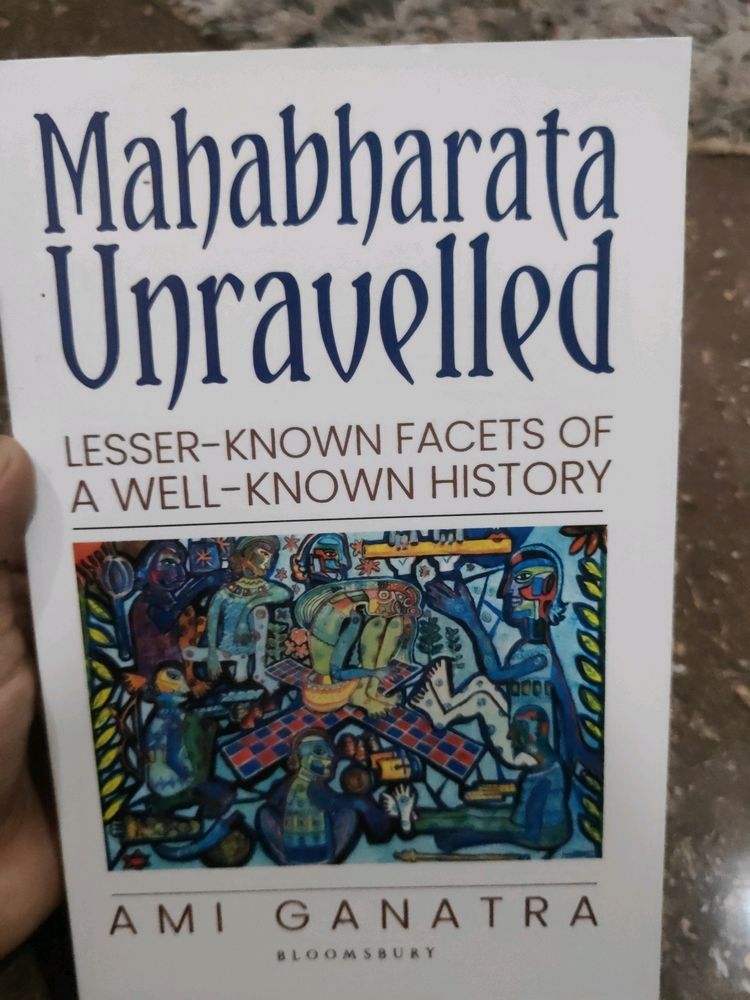 Mahabharata
Unravelled
LESSER-KNOWN FACETS OF
A WELL-KNOWN HISTORY
AMI GANATRA
BLOOMSBURY